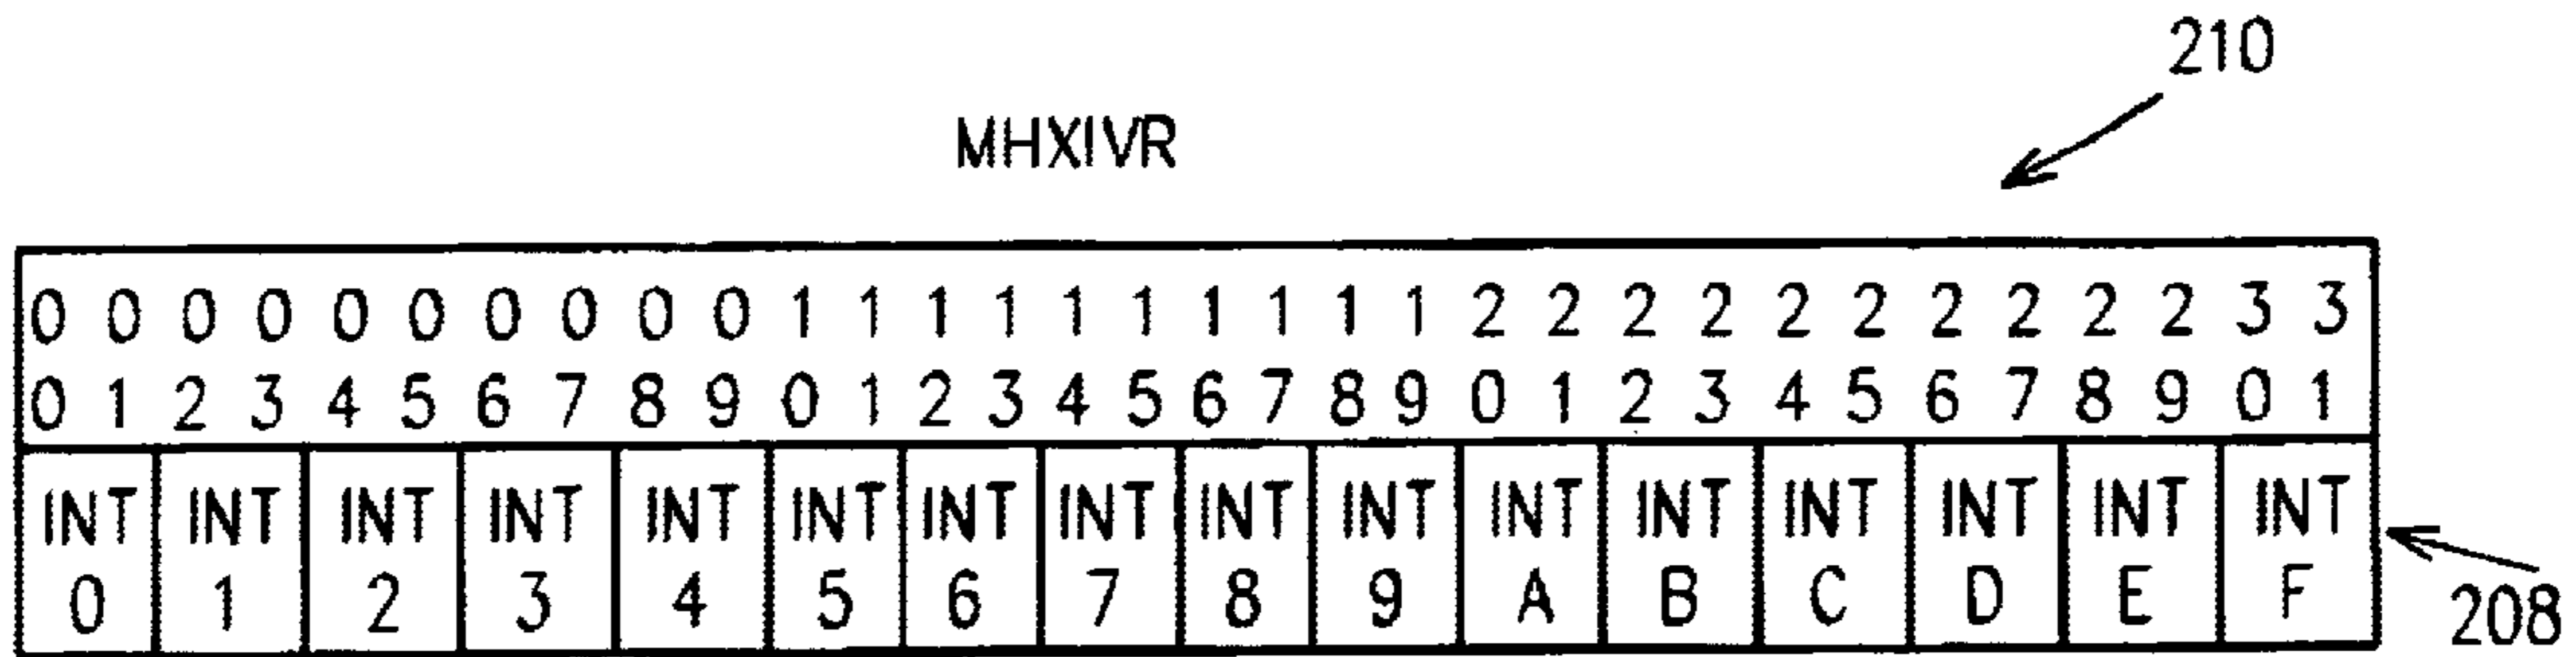 210
MHXIVR
0 0 0 0 0 0 0 0 0 0 1 1 1 1 1 1 1 1 1 1 2 2 2 2 2 2 2 2 2 2 3 3
0 1 2 3 4 5 6 7 8 9 0 1 2 3 4 5 6 7 8 9 0 1 2 3 4 5 6 7 8 9 0 1
INT INT INT INT INT INT INT INT INT INT INT INT INT INT INT INT
0 1 2 3 4 5 6 7 8 9 A B C D E F
208